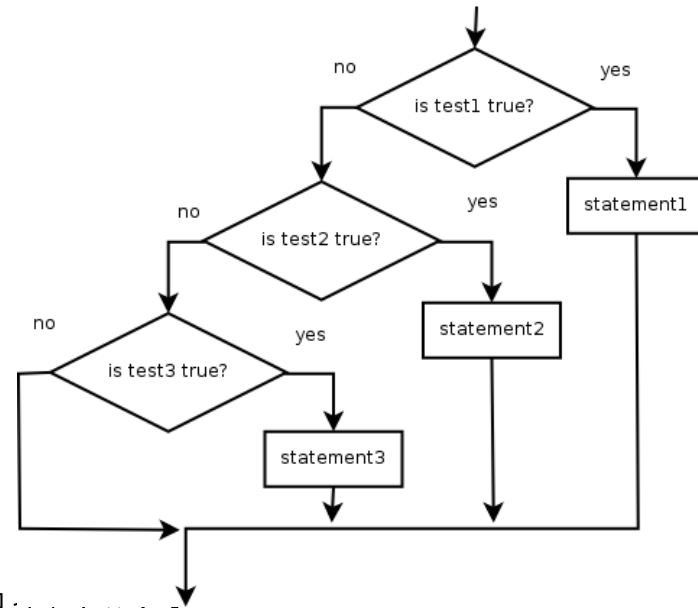 no
yes
is test1 true?
statement1
no
yes
is test2 true?
statement2
no
yes
is test3 true?
statement3